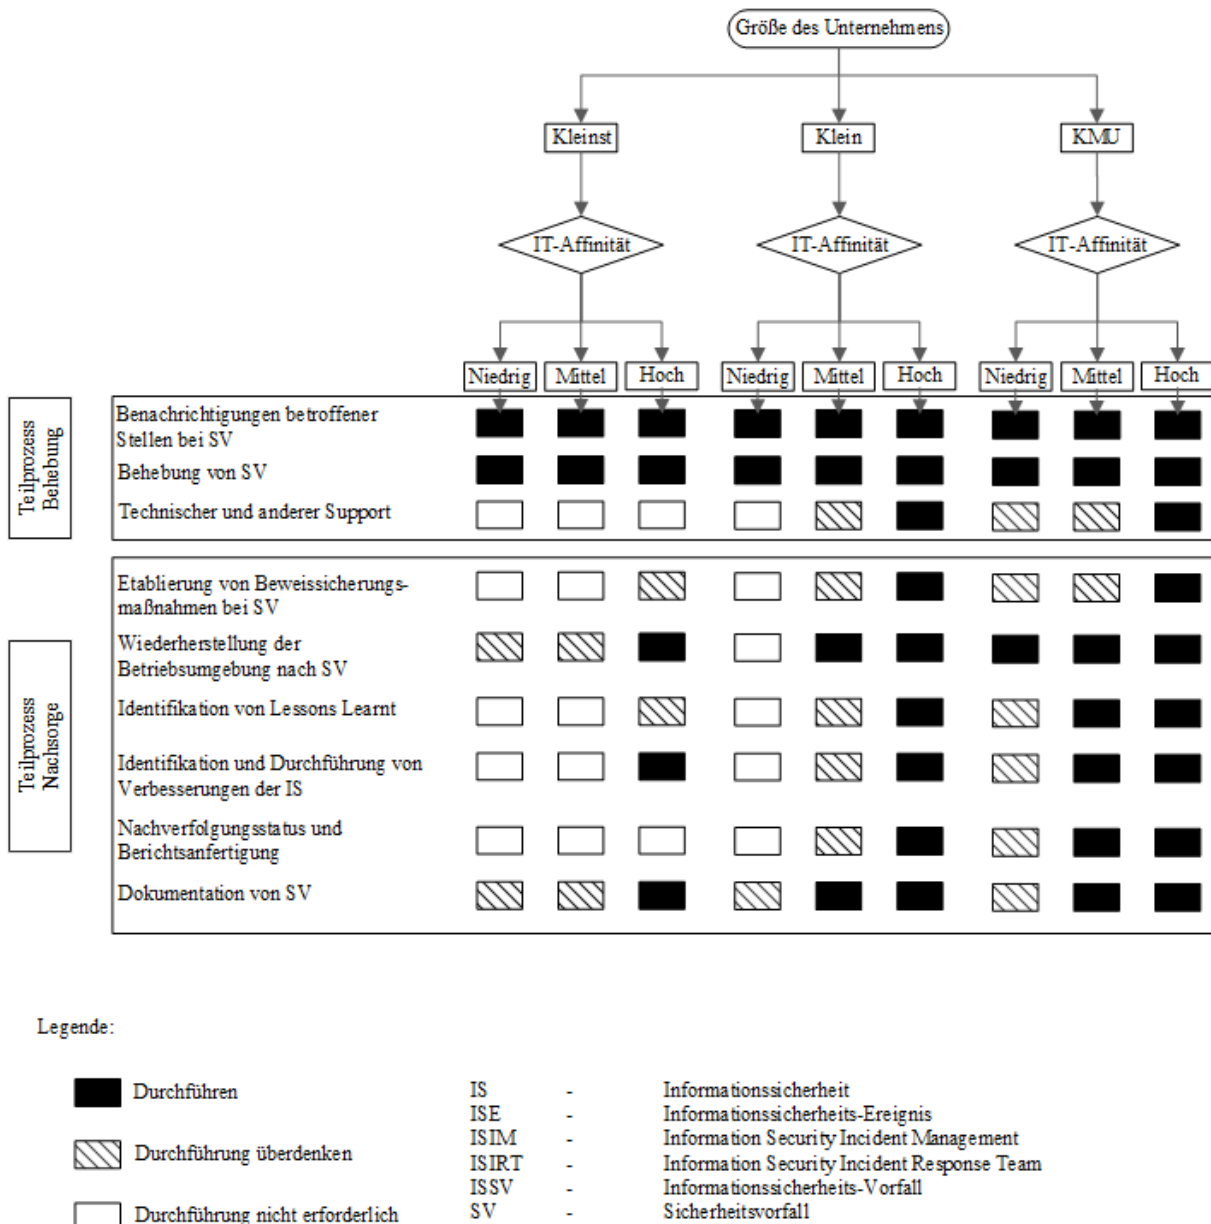 Größe des Unternehmens
Kleinst
Klein
KMU
IT-Affinität
IT-Affinität
IT-Affinität
Niedrig
Mittel
Hoch
Niedrig
Mittel
Hoch
Niedrig
Mittel
Hoch
Teilprozess
Behebung
Benachrichtigungen betroffener
Stellen bei SV
Behebung von SV
Technischer und anderer Support
Teilprozess
Nachsorge
Etablierung von Beweissicherungs-
maßnahmen bei SV
Wiederherstellung der
Betriebsumgebung nach SV
Identifikation von Lessons Learnt
Identifikation und Durchführung von
Verbesserungen der IS
Nachverfolgungsstatus und
Berichtsanfertigung
Dokumentation von SV
Legende:
Durchführen
Durchführung überdenken
Durchführung nicht erforderlich
IS - Informationssicherheit
ISE - Informationssicherheits-Ereignis
ISIM - Information Security Incident Management
ISIRT - Information Security Incident Response Team
ISSV - Informationssicherheits-Vorfall
SV - Sicherheitsvorfall